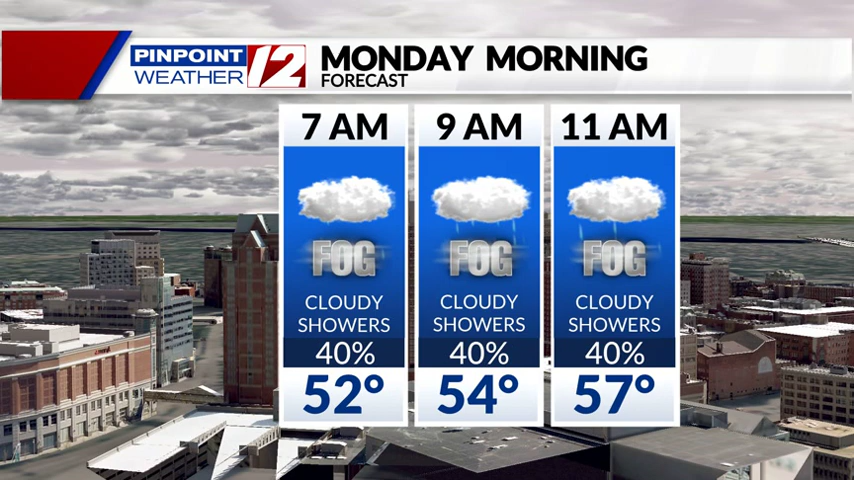 PINPOINT
WEATHER
12
MONDAY MORNING
FORECAST
7 AM
FOG
CLOUDY
SHOWERS
40%
52°
9 AM
FOG
CLOUDY
SHOWERS
40%
54°
11 AM
FOG
CLOUDY
SHOWERS
40%
57°